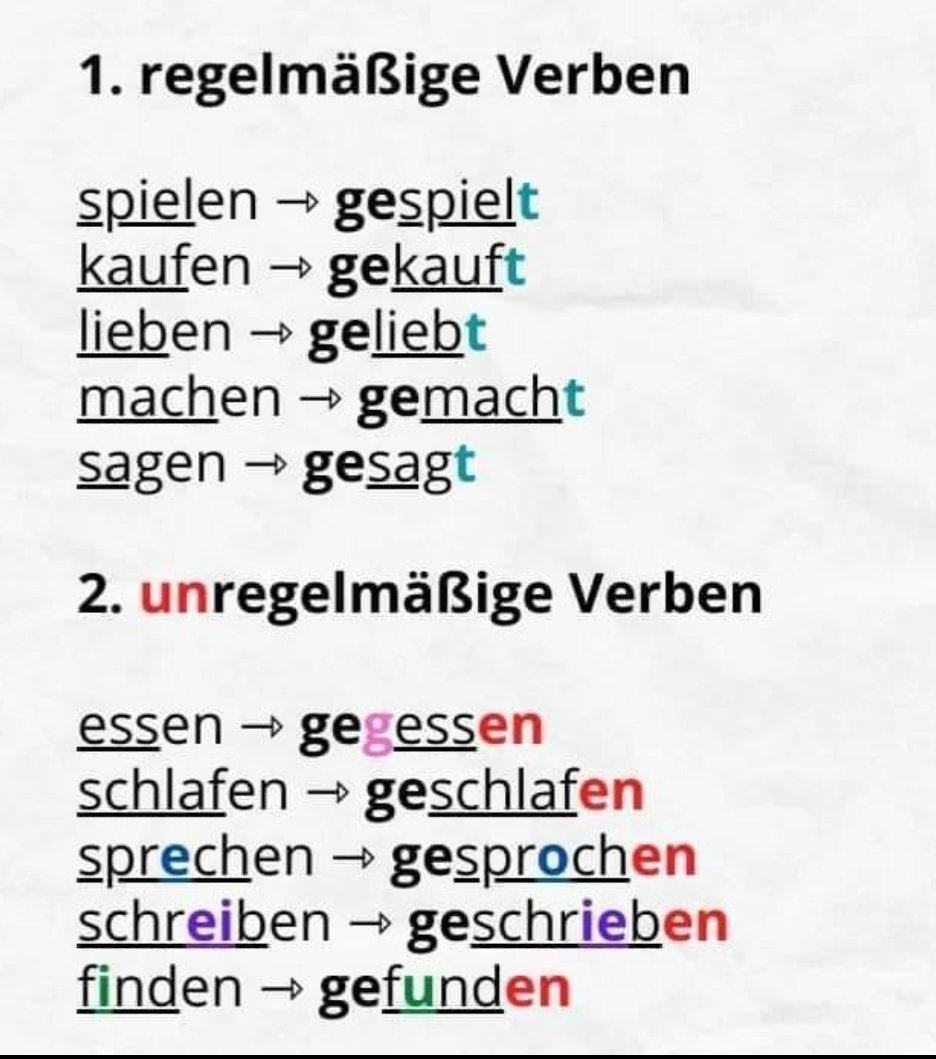 1. regelmäßige Verben
spielen → gespielt
kaufen → gekauft
lieben → geliebt
machen → gemacht
sagen → gesagt
2. unregelmäßige Verben
essen → gegessen
schlafen → geschlafen
sprechen → gesprochen
schreiben → geschrieben
finden → gefunden